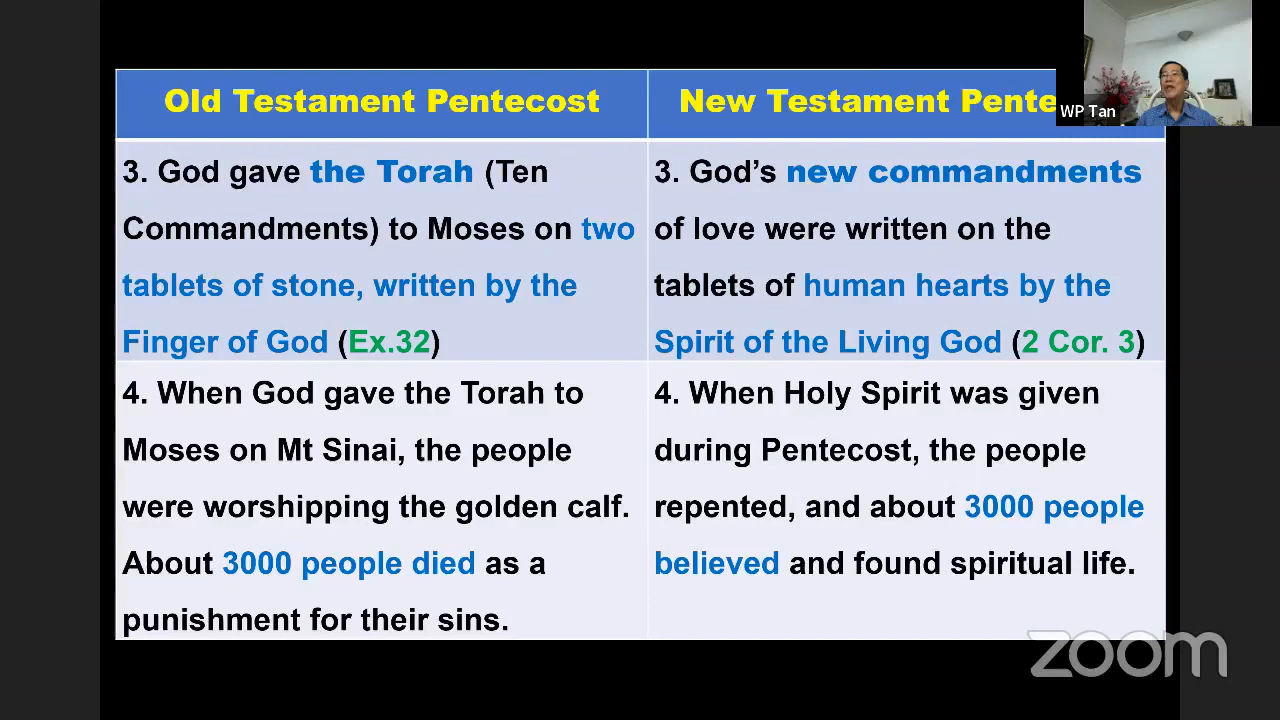 Old Testament Pentecost
New Testament Pente
WP Tan
3. God gave the Torah (Ten
Commandments) to Moses on two
tablets of stone, written by the
Finger of God (Ex.32)
3. God’s new commandments
of love were written on the
tablets of human hearts by the
Spirit of the Living God (2 Cor. 3)
4. When God gave the Torah to
Moses on Mt Sinai, the people
were worshipping the golden calf.
About 3000 people died as a
punishment for their sins.
4. When Holy Spirit was given
during Pentecost, the people
repented, and about 3000 people
believed and found spiritual life.
zoom